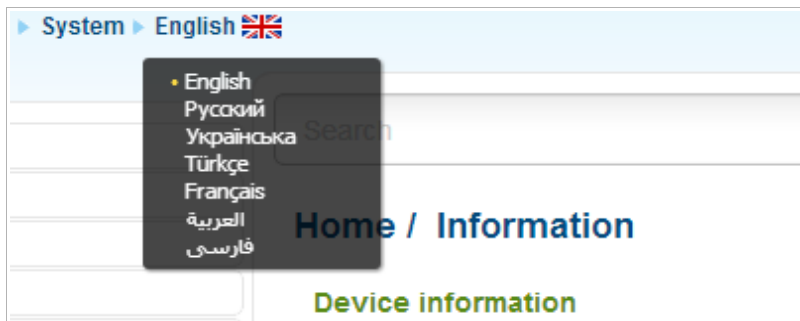 System English
• English
Русский
Українська
Türkçe
Français
العربية
فارسی
Search
Home / Information
Device information